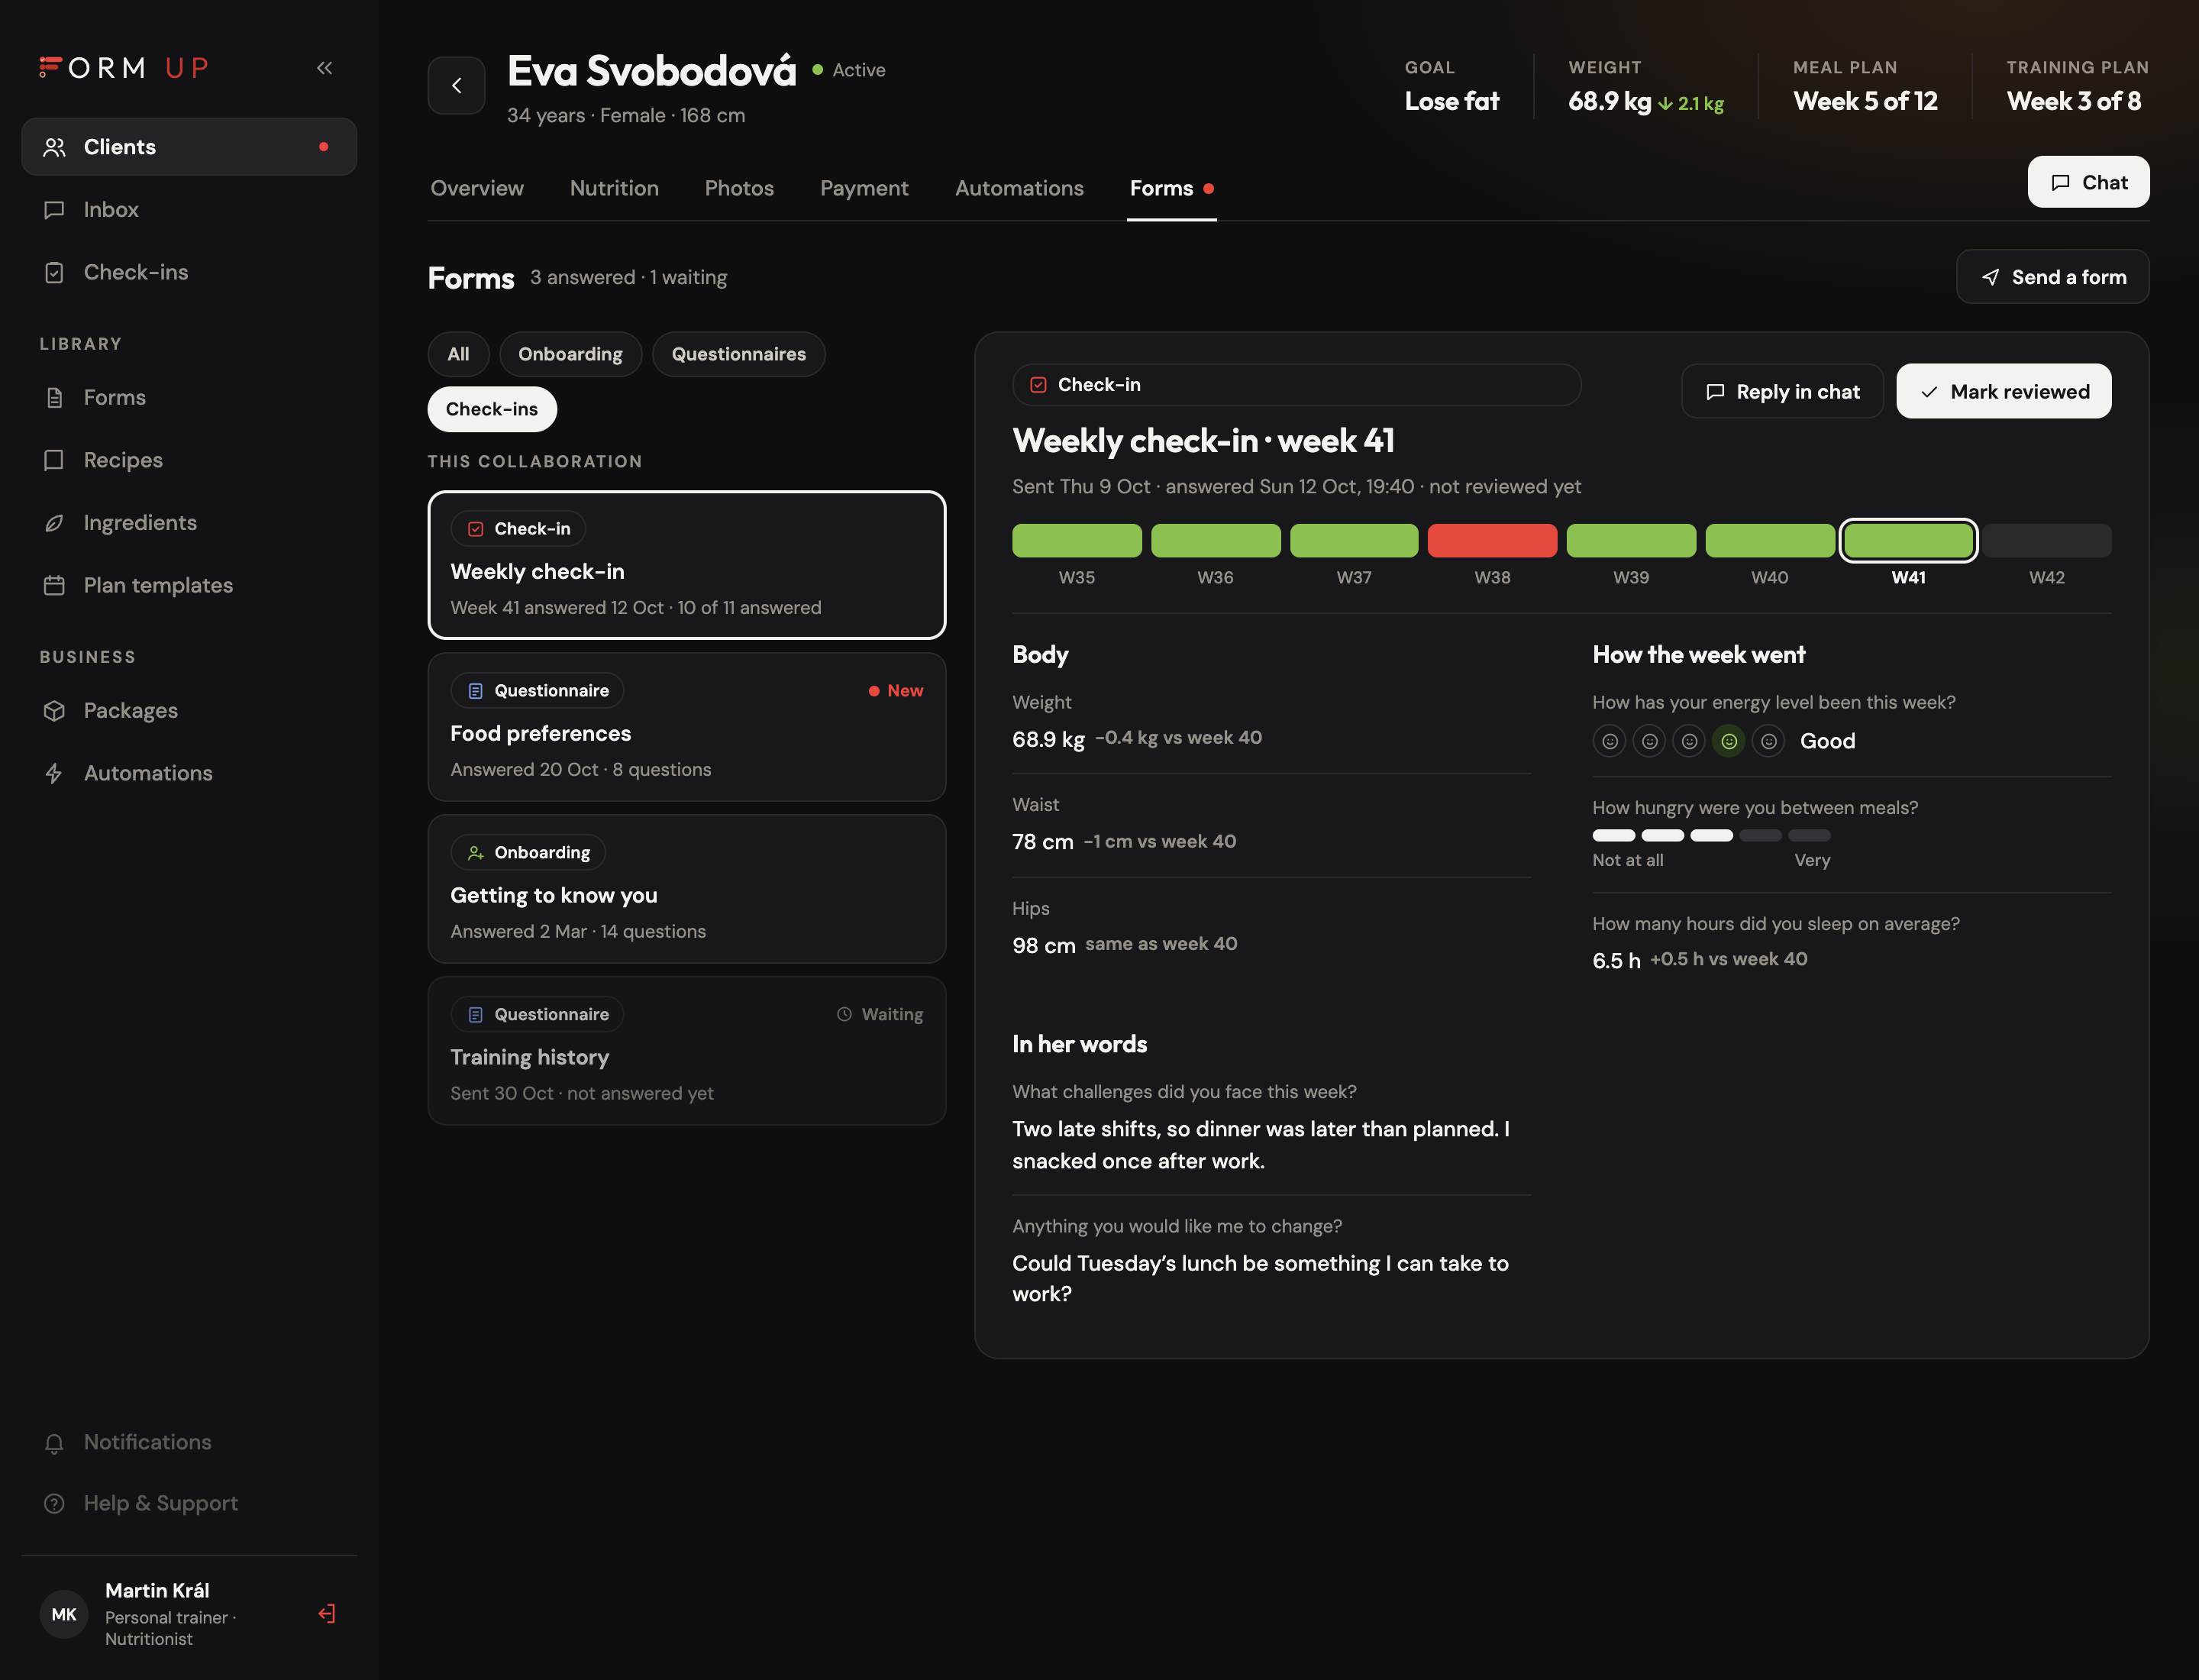 FORM UP
Clients
Inbox
Check-ins
LIBRARY
Forms
Recipes
Ingredients
Plan templates
BUSINESS
Packages
Automations
Notifications
Help & Support
MK
Martin Král
Personal trainer ·
Nutritionist
Eva Svobodová
Active
34 years · Female · 168 cm
GOAL
Lose fat
WEIGHT
68.9 kg ↓ 2.1 kg
MEAL PLAN
Week 5 of 12
TRAINING PLAN
Week 3 of 8
Overview
Nutrition
Photos
Payment
Automations
Forms
Chat
Forms
3 answered · 1 waiting
Send a form
All
Onboarding
Questionnaires
Check-ins
THIS COLLABORATION
Check-in
Weekly check-in
Week 41 answered 12 Oct · 10 of 11 answered
Questionnaire
New
Food preferences
Answered 20 Oct · 8 questions
Onboarding
Getting to know you
Answered 2 Mar · 14 questions
Questionnaire
Waiting
Training history
Sent 30 Oct · not answered yet
Check-in
Reply in chat
Mark reviewed
Weekly check-in · week 41
Sent Thu 9 Oct · answered Sun 12 Oct, 19:40 · not reviewed yet
W35
W36
W37
W38
W39
W40
W41
W42
Body
Weight
68.9 kg −0.4 kg vs week 40
Waist
78 cm −1 cm vs week 40
Hips
98 cm same as week 40
How the week went
How has your energy level been this week?
Good
How hungry were you between meals?
Not at all
Very
How many hours did you sleep on average?
6.5 h +0.5 h vs week 40
In her words
What challenges did you face this week?
Two late shifts, so dinner was later than planned. I
snacked once after work.
Anything you would like me to change?
Could Tuesday’s lunch be something I can take to
work?